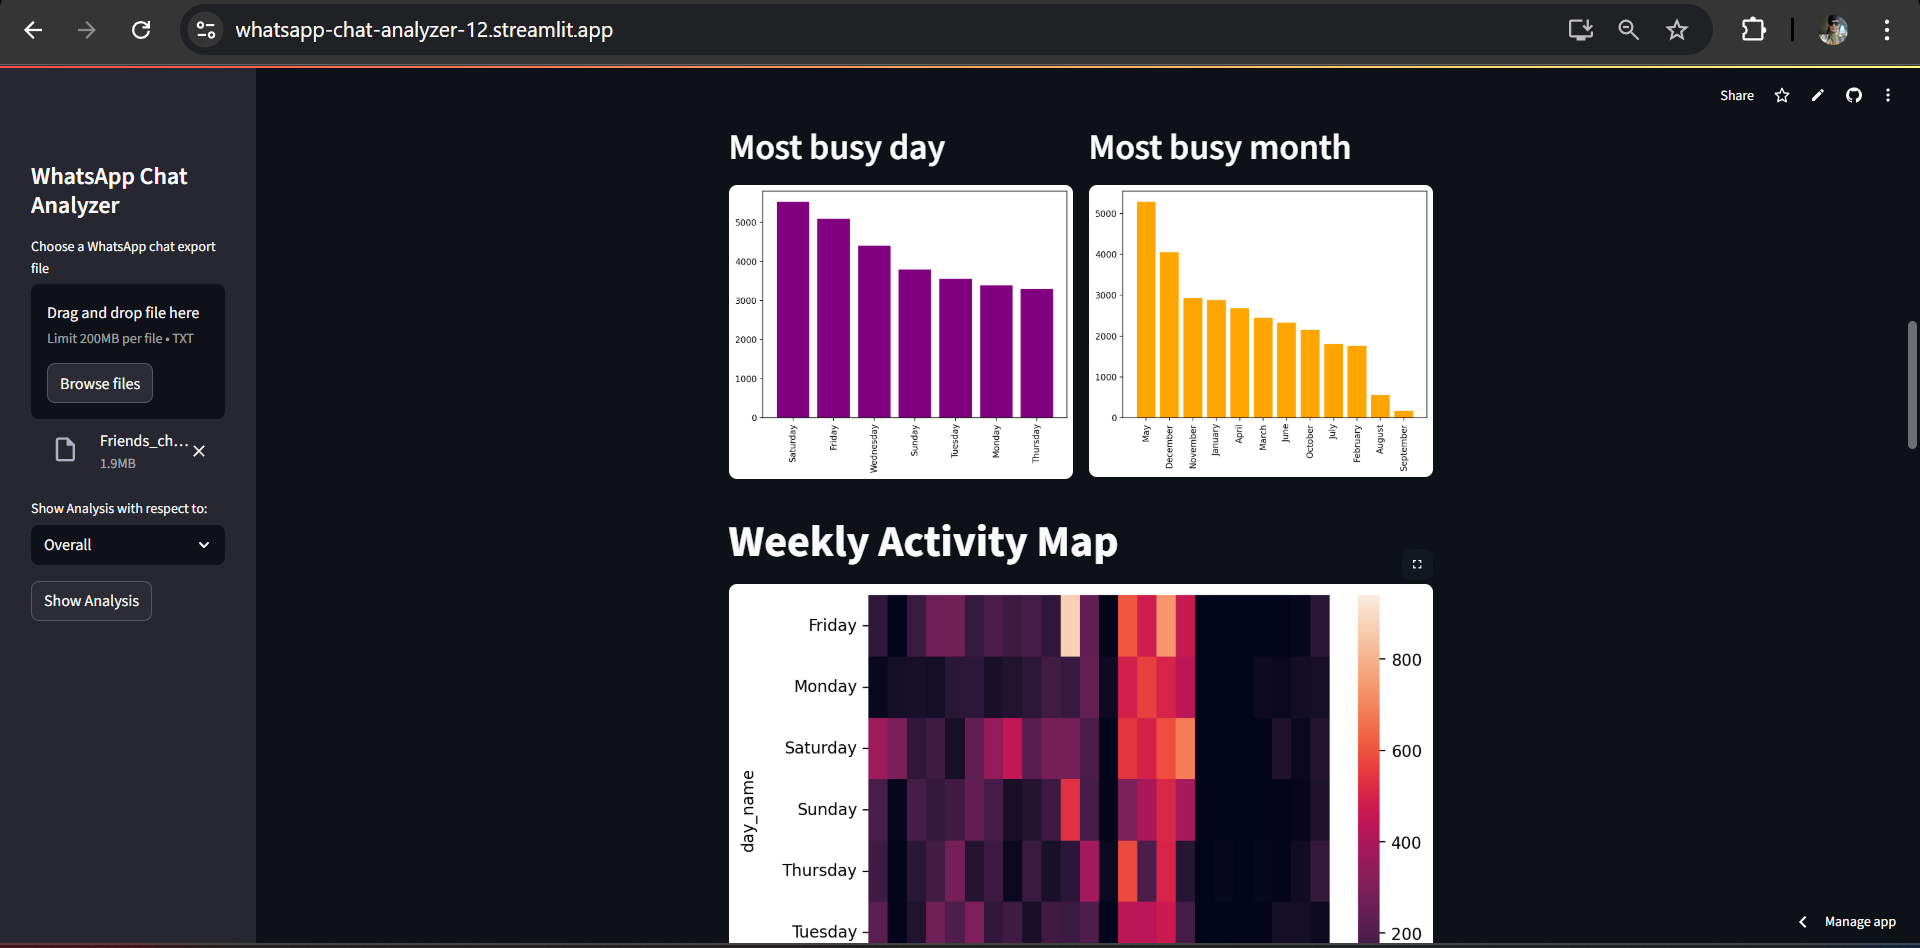 whatsapp-chat-analyzer-12.streamlit.app
Share
WhatsApp Chat
Analyzer
Choose a WhatsApp chat export
file
Drag and drop file here
Limit 200MB per file • TXT
Browse files
Friends_ch...
1.9MB
Show Analysis with respect to:
Overall
Show Analysis
Most busy day
5000
4000
3000
2000
1000
0
Saturday
Friday
Wednesday
Sunday
Tuesday
Monday
Thursday
Most busy month
5000
4000
3000
2000
1000
0
May
December
November
January
April
March
June
October
July
February
August
September
Weekly Activity Map
day_name
Friday
Monday
Saturday
Sunday
Thursday
Tuesday
800
600
400
200
Manage app